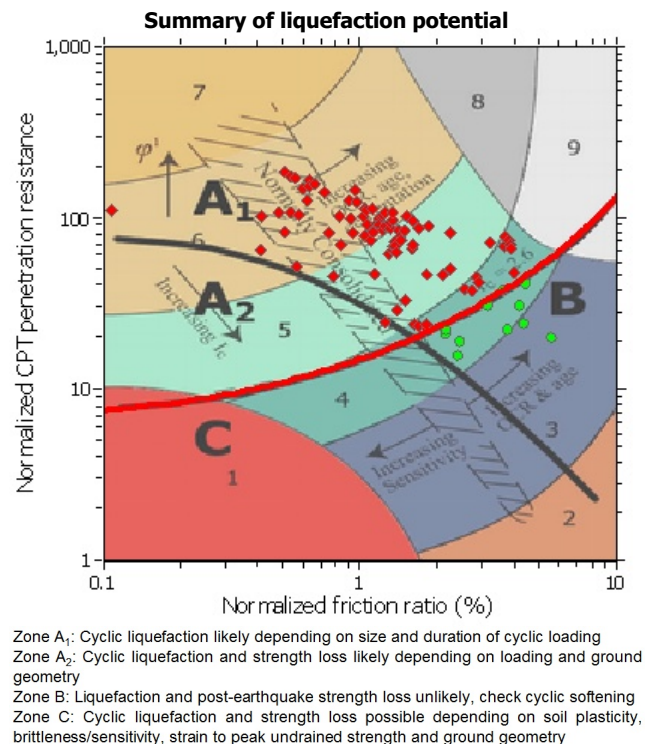 Summary of liquefaction potential
Normalized CPT penetration resistance
1,000
100
10
1
7
8
9
φ'
A1
6
A2
5
B
4
C
1
3
2
Increasing
age,
Normally Consolidated
Increasing Ic
Increasing
OCR & age
Increasing
Sensitivity
0.1
1
10
Normalized friction ratio (%)
Zone A1: Cyclic liquefaction likely depending on size and duration of cyclic loading
Zone A2: Cyclic liquefaction and strength loss likely depending on loading and ground
geometry
Zone B: Liquefaction and post-earthquake strength loss unlikely, check cyclic softening
Zone C: Cyclic liquefaction and strength loss possible depending on soil plasticity,
brittleness/sensitivity, strain to peak undrained strength and ground geometry